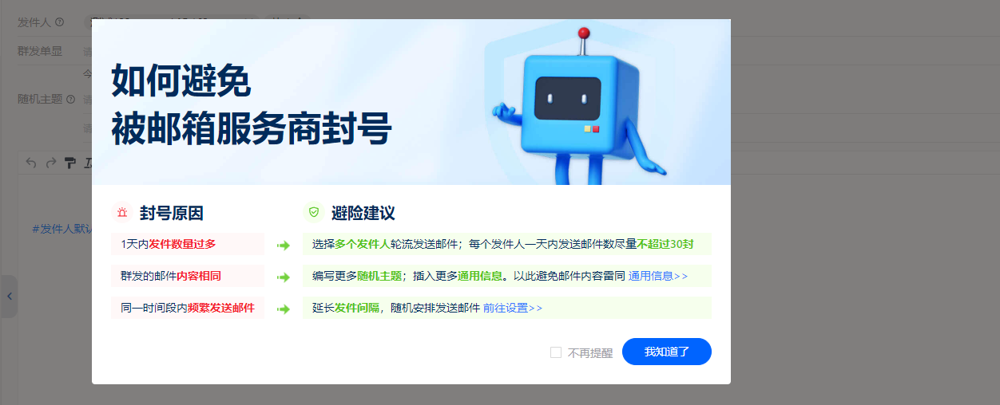 发件人
群发单显
随机主题
#发件人默认
如何避免
被邮箱服务商封号
封号原因
避险建议
1天内发件数量过多
选择多个发件人轮流发送邮件；每个发件人一天内发送邮件数尽量不超过30封
群发的邮件内容相同
编写更多随机主题；插入更多通用信息。以此避免邮件内容雷同 通用信息>>
同一时间段内频繁发送邮件
延长发件间隔，随机安排发送邮件 前往设置>>
不再提醒
我知道了